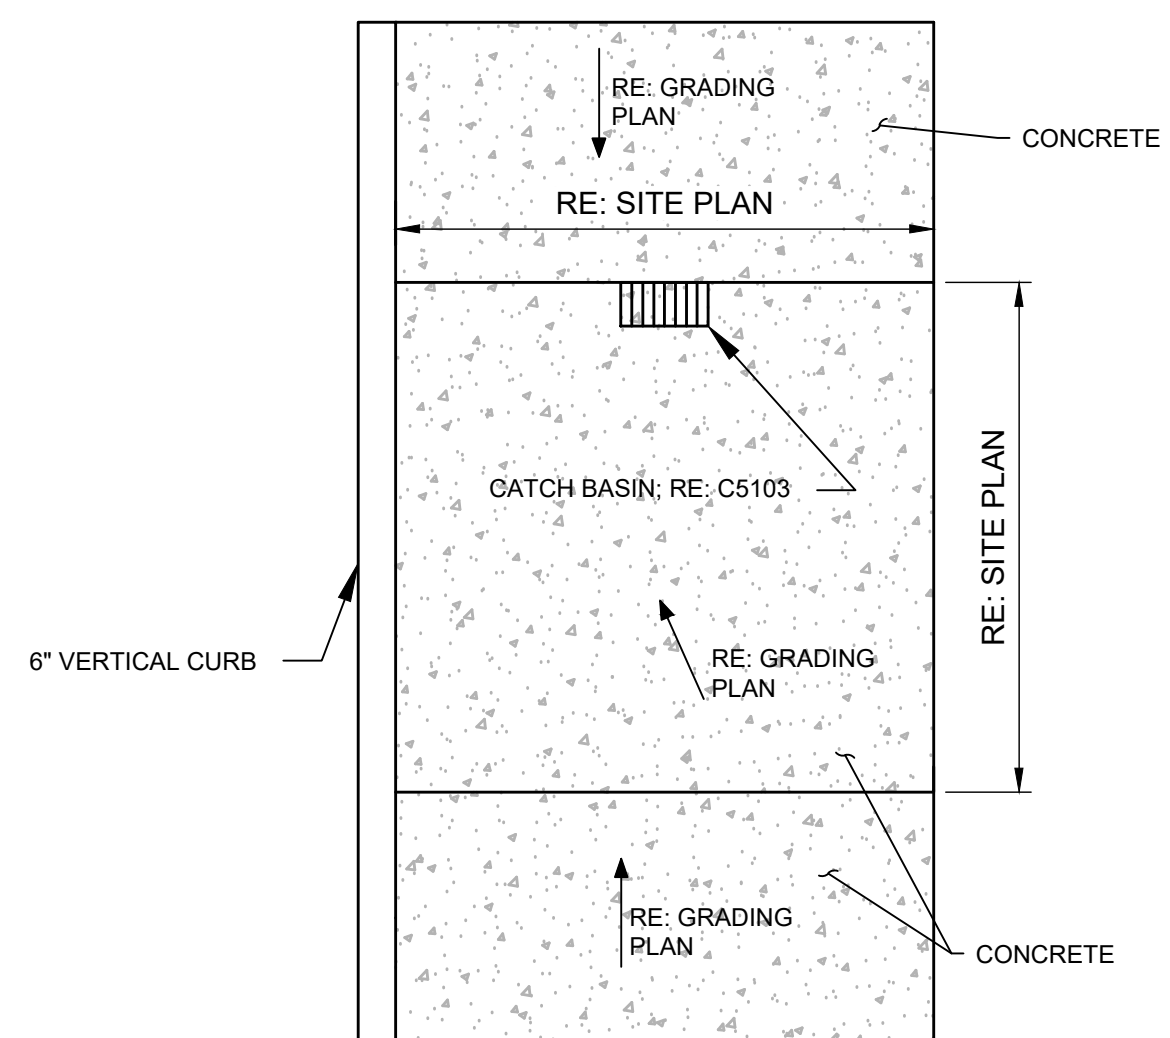 RE: GRADING
PLAN
CONCRETE
RE: SITE PLAN
CATCH BASIN; RE: C5103
RE: SITE PLAN
6" VERTICAL CURB
RE: GRADING
PLAN
RE: GRADING
PLAN
CONCRETE